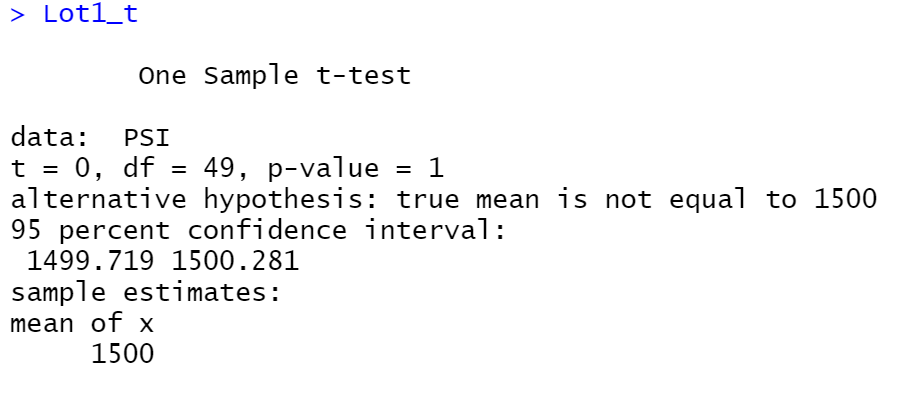 > Lot1_t
One Sample t-test
data:  PSI
t = 0, df = 49, p-value = 1
alternative hypothesis: true mean is not equal to 1500
95 percent confidence interval:
1499.719 1500.281
sample estimates:
mean of x
1500